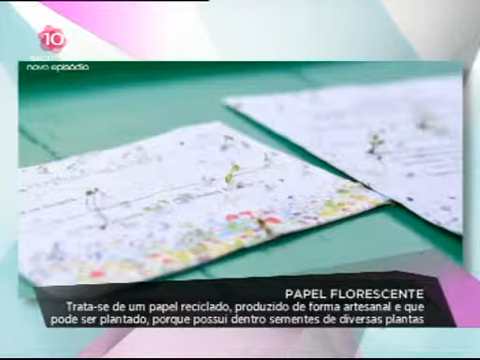 10
novo episódio
PAPEL FLORESCENTE
Trata-se de um papel reciclado, produzido de forma artesanal e que
pode ser plantado, porque possui dentro sementes de diversas plantas